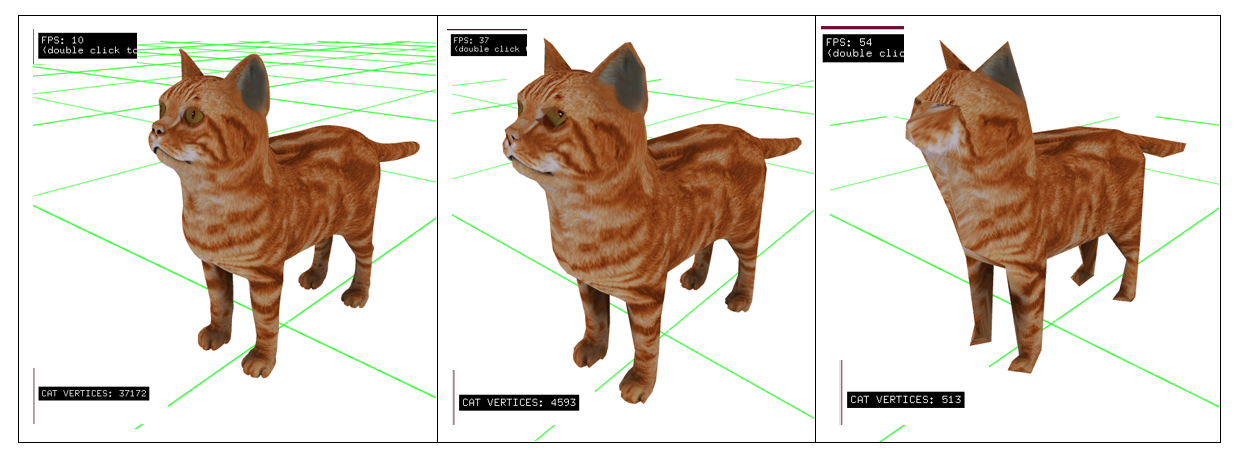 FPS: 10
(double click to
CAT VERTICES: 37172
FPS: 37
(double click
CAT VERTICES: 4593
FPS: 54
(double clic
CAT VERTICES: 513